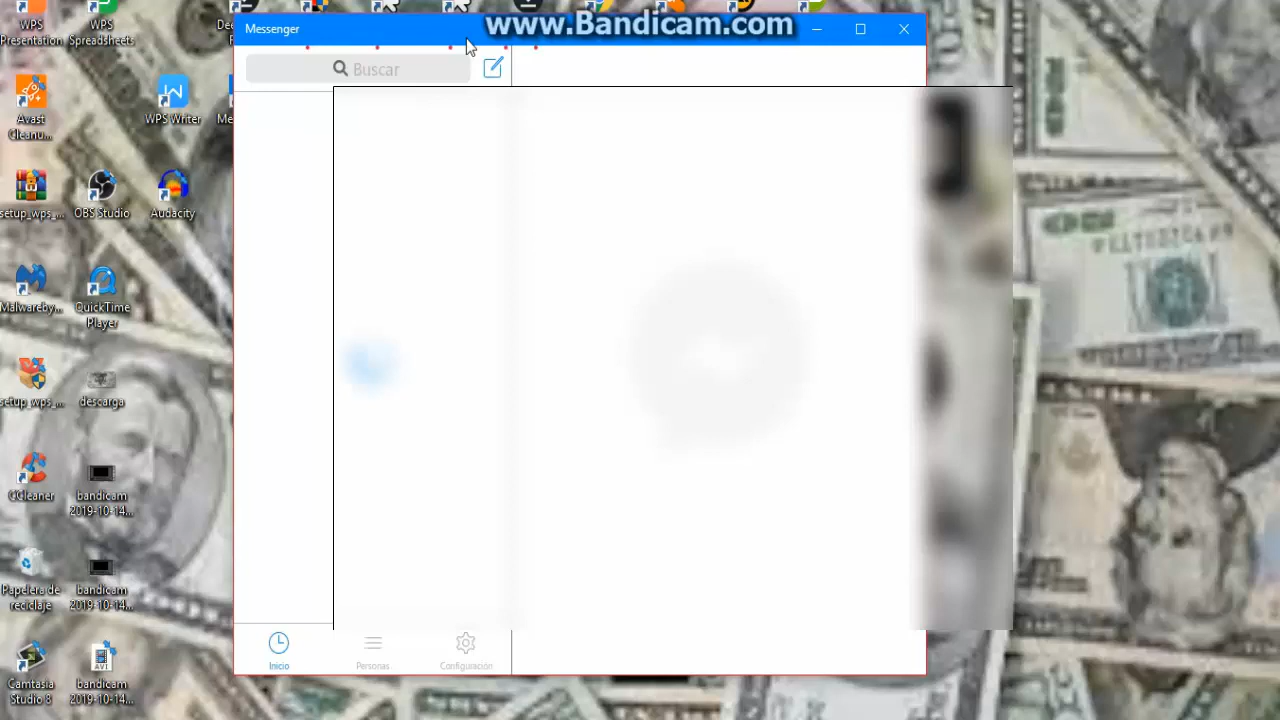 www.Bandicam.com
WPS
Presentation
WPS
Spreadsheets
Messenger
Buscar
Avast
Cleanu...
WPS Writer
setup_wps_...
OBS Studio
Audacity
Malwareby...
QuickTime
Player
setup_wps_...
descarga
CCleaner
bandicam
2019-10-14...
Papelera de
reciclaje
bandicam
2019-10-14...
Camtasia
Studio 8
AVI
bandicam
2019-10-14...
Inicio
Personas
Configuración